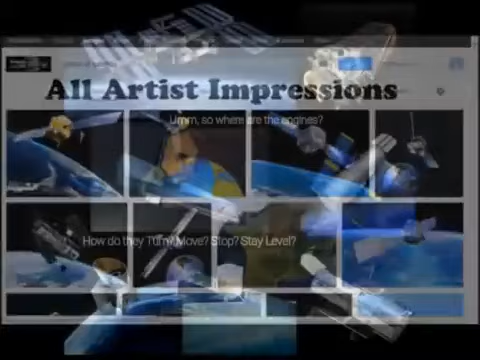 All Artist Impressions
Umm, so where are the engines?
How do they Turn? Move? Stop? Stay Level?